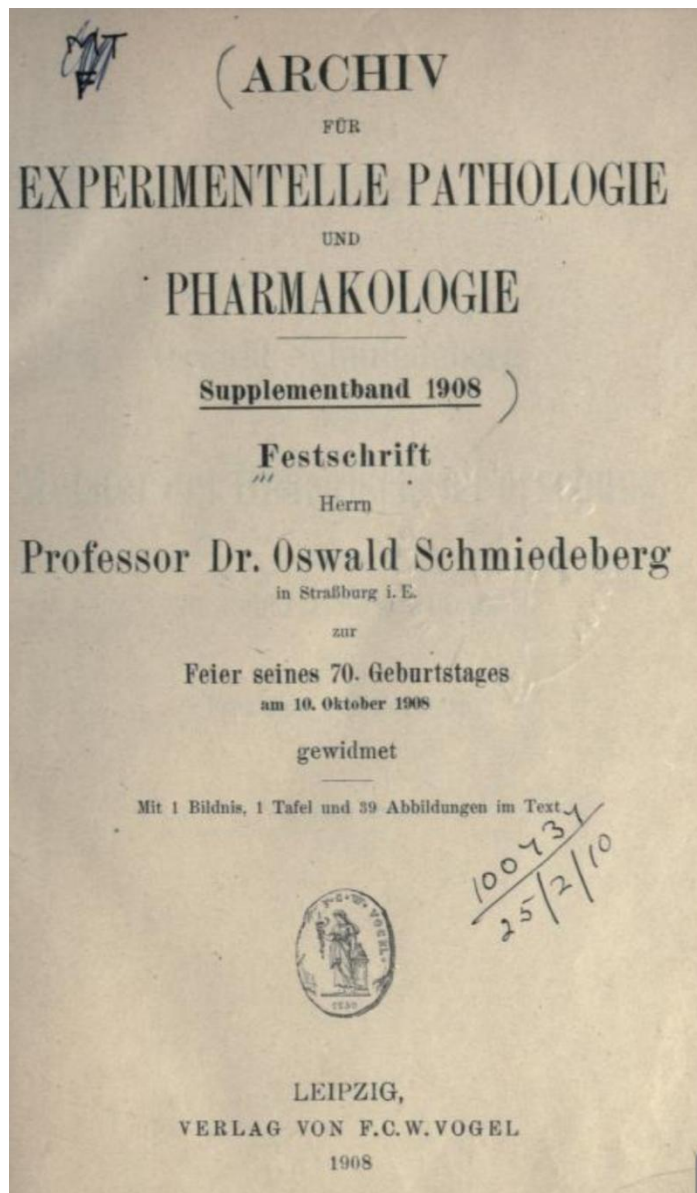 (ARCHIV
FÜR
EXPERIMENTELLE PATHOLOGIE
UND
PHARMAKOLOGIE
Supplementband 1908)
Festschrift
Herrn
Professor Dr. Oswald Schmiedeberg
in Straßburg i. E.
zur
Feier seines 70. Geburtstages
am 10. Oktober 1908
gewidmet
Mit 1 Bildnis, 1 Tafel und 39 Abbildungen im Text
25/2/10
F·C·W·VOGEL·
LEIPZIG,
VERLAG VON F.C.W.VOGEL
1908